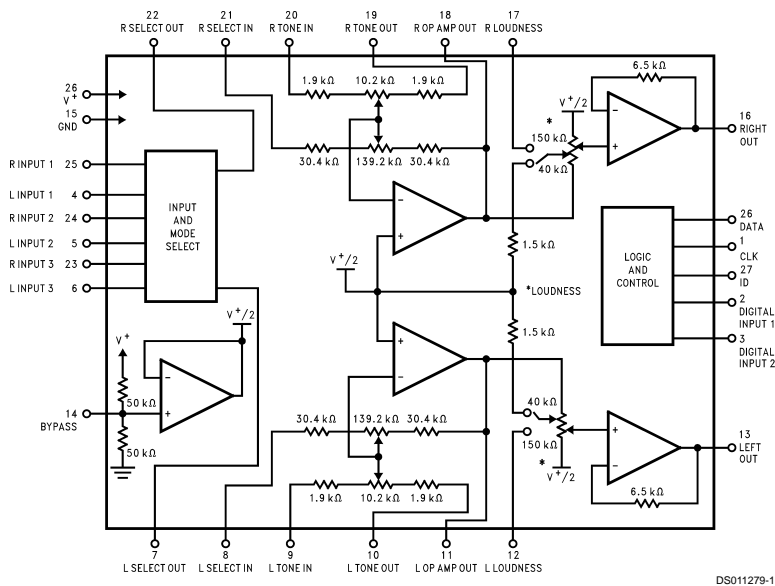 22
R SELECT OUT
21
R SELECT IN
20
R TONE IN
19
R TONE OUT
18
R OP AMP OUT
17
R LOUDNESS
26
V+
15
GND
R INPUT 1 25
L INPUT 1 4
R INPUT 2 24
L INPUT 2 5
R INPUT 3 23
L INPUT 3 6
INPUT
AND
MODE
SELECT
1.9 kΩ
10.2 kΩ
1.9 kΩ
30.4 kΩ
139.2 kΩ
30.4 kΩ
−
+
V+/2
*
150 kΩ
40 kΩ
V+/2
6.5 kΩ
−
+
16
RIGHT
OUT
1.5 kΩ
*LOUDNESS
1.5 kΩ
LOGIC
AND
CONTROL
26
DATA
1
CLK
27
ID
2
DIGITAL
INPUT 1
3
DIGITAL
INPUT 2
V+
V+/2
50 kΩ
50 kΩ
−
+
14
BYPASS
+
−
30.4 kΩ
139.2 kΩ
30.4 kΩ
1.9 kΩ
10.2 kΩ
1.9 kΩ
40 kΩ
150 kΩ
*
V+/2
+
−
6.5 kΩ
13
LEFT
OUT
7
L SELECT OUT
8
L SELECT IN
9
L TONE IN
10
L TONE OUT
11
L OP AMP OUT
12
L LOUDNESS
DS011279-1